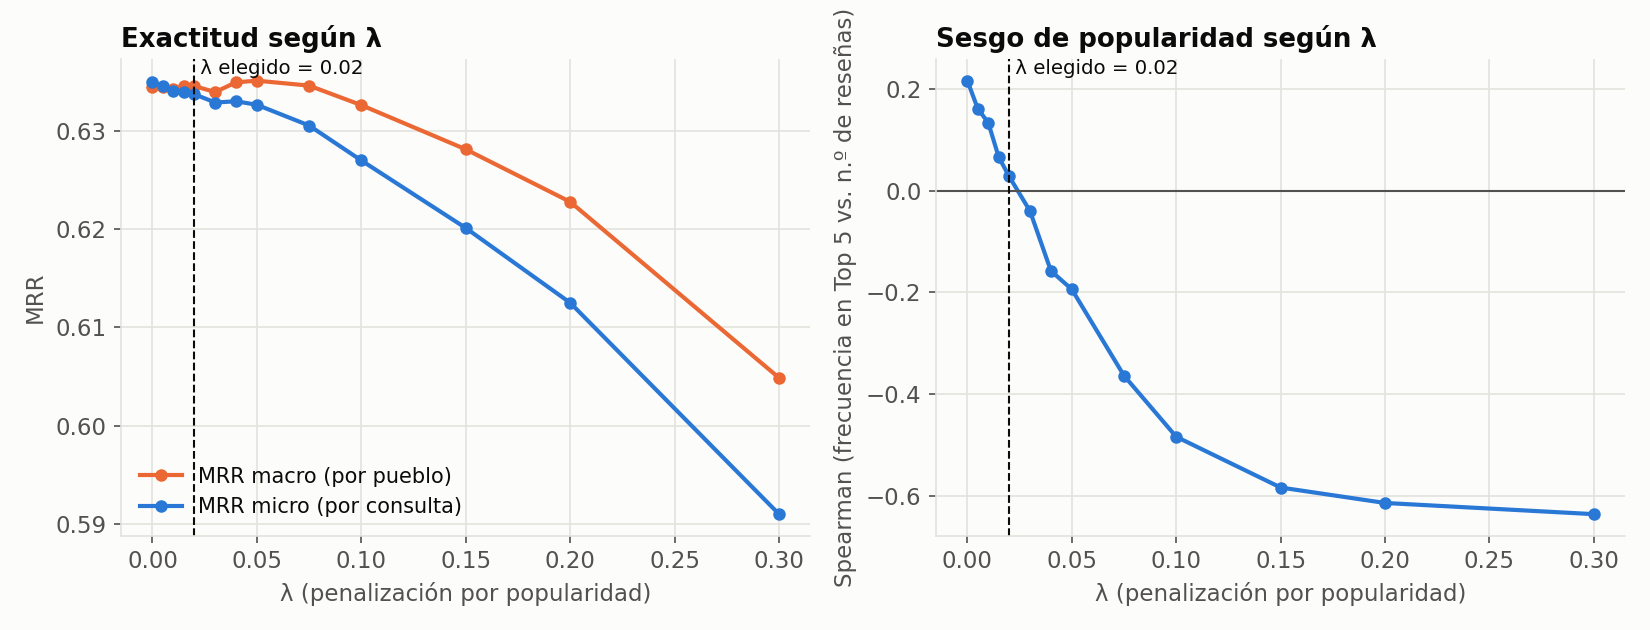 Exactitud según λ
λ elegido = 0.02
MRR
0.63
0.62
0.61
0.60
0.59
MRR macro (por pueblo)
MRR micro (por consulta)
0.00 0.05 0.10 0.15 0.20 0.25 0.30
λ (penalización por popularidad)
Sesgo de popularidad según λ
λ elegido = 0.02
Spearman (frecuencia en Top 5 vs. n.º de reseñas)
0.2
0.0
−0.2
−0.4
−0.6
0.00 0.05 0.10 0.15 0.20 0.25 0.30
λ (penalización por popularidad)